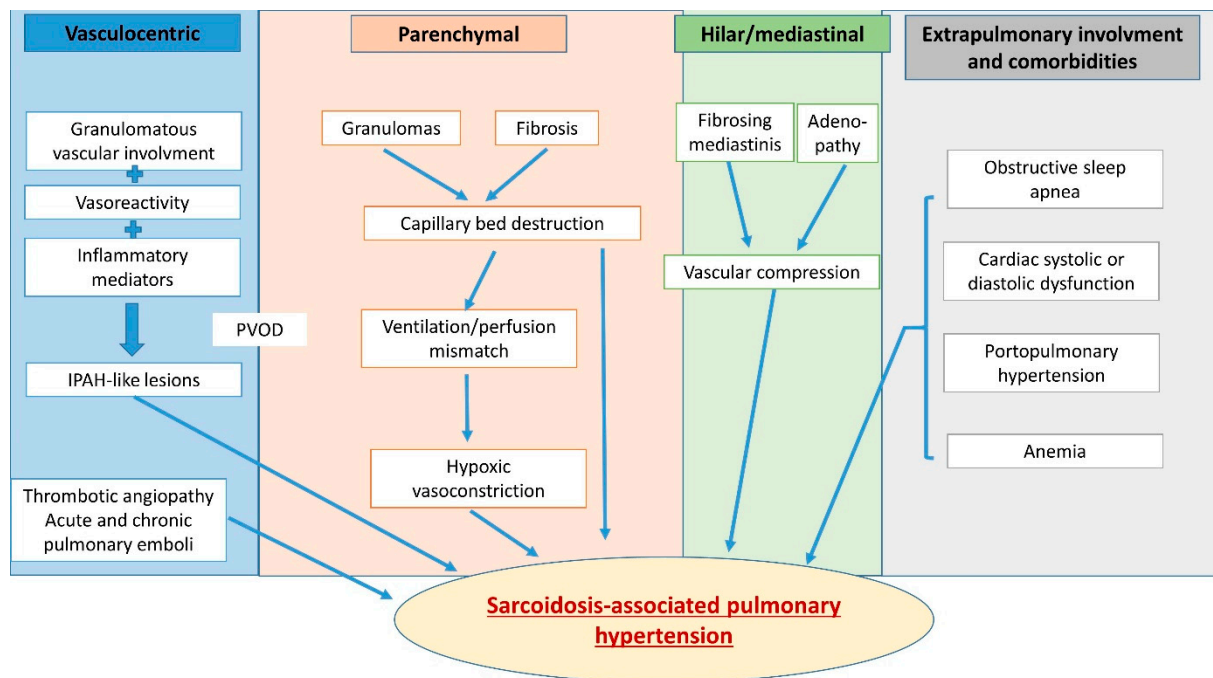 Vasculocentric
Granulomatous
vascular involvment
Vasoreactivity
Inflammatory
mediators
PVOD
IPAH-like lesions
Thrombotic angiopathy
Acute and chronic
pulmonary emboli
Parenchymal
Granulomas
Fibrosis
Capillary bed destruction
Ventilation/perfusion
mismatch
Hypoxic
vasoconstriction
Hilar/mediastinal
Fibrosing
mediastinis
Adeno-
pathy
Vascular compression
Extrapulmonary involvment
and comorbidities
Obstructive sleep
apnea
Cardiac systolic or
diastolic dysfunction
Portopulmonary
hypertension
Anemia
Sarcoidosis-associated pulmonary
hypertension